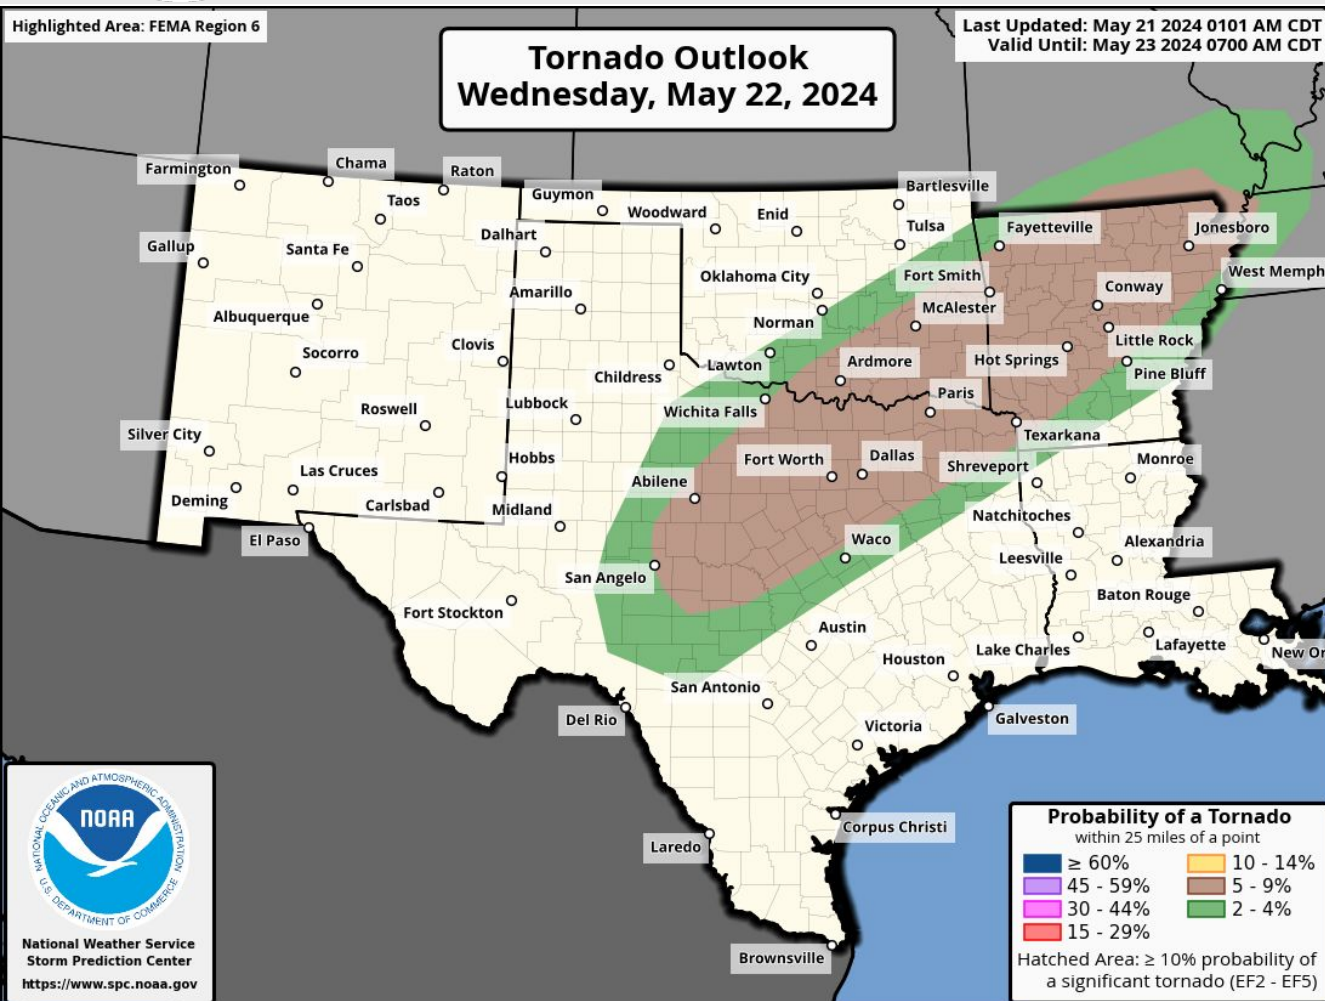 Highlighted Area: FEMA Region 6
Last Updated: May 21 2024 0101 AM CDT
Valid Until: May 23 2024 0700 AM CDT
Tornado Outlook
Wednesday, May 22, 2024
Farmington
Chama
Raton
Taos
Guymon
Bartlesville
Woodward
Enid
Tulsa
Fayetteville
Jonesboro
Gallup
Santa Fe
Dalhart
Oklahoma City
Fort Smith
West Memph
Amarillo
Conway
Albuquerque
Norman
McAlester
Socorro
Clovis
Childress
Lawton
Ardmore
Hot Springs
Little Rock
Pine Bluff
Roswell
Lubbock
Wichita Falls
Paris
Silver City
Texarkana
Las Cruces
Hobbs
Abilene
Fort Worth
Dallas
Shreveport
Monroe
Deming
Carlsbad
Midland
Natchitoches
El Paso
Waco
Alexandria
Leesville
San Angelo
Baton Rouge
Fort Stockton
Austin
Lake Charles
Lafayette
New Or
Houston
San Antonio
Del Rio
Galveston
Victoria
Corpus Christi
Laredo
Brownsville
NATIONAL OCEANIC AND ATMOSPHERIC ADMINISTRATION
NOAA
U.S. DEPARTMENT OF COMMERCE
National Weather Service
Storm Prediction Center
https://www.spc.noaa.gov
Probability of a Tornado
within 25 miles of a point
≥ 60%
45 - 59%
30 - 44%
15 - 29%
10 - 14%
5 - 9%
2 - 4%
Hatched Area: ≥ 10% probability of
a significant tornado (EF2 - EF5)